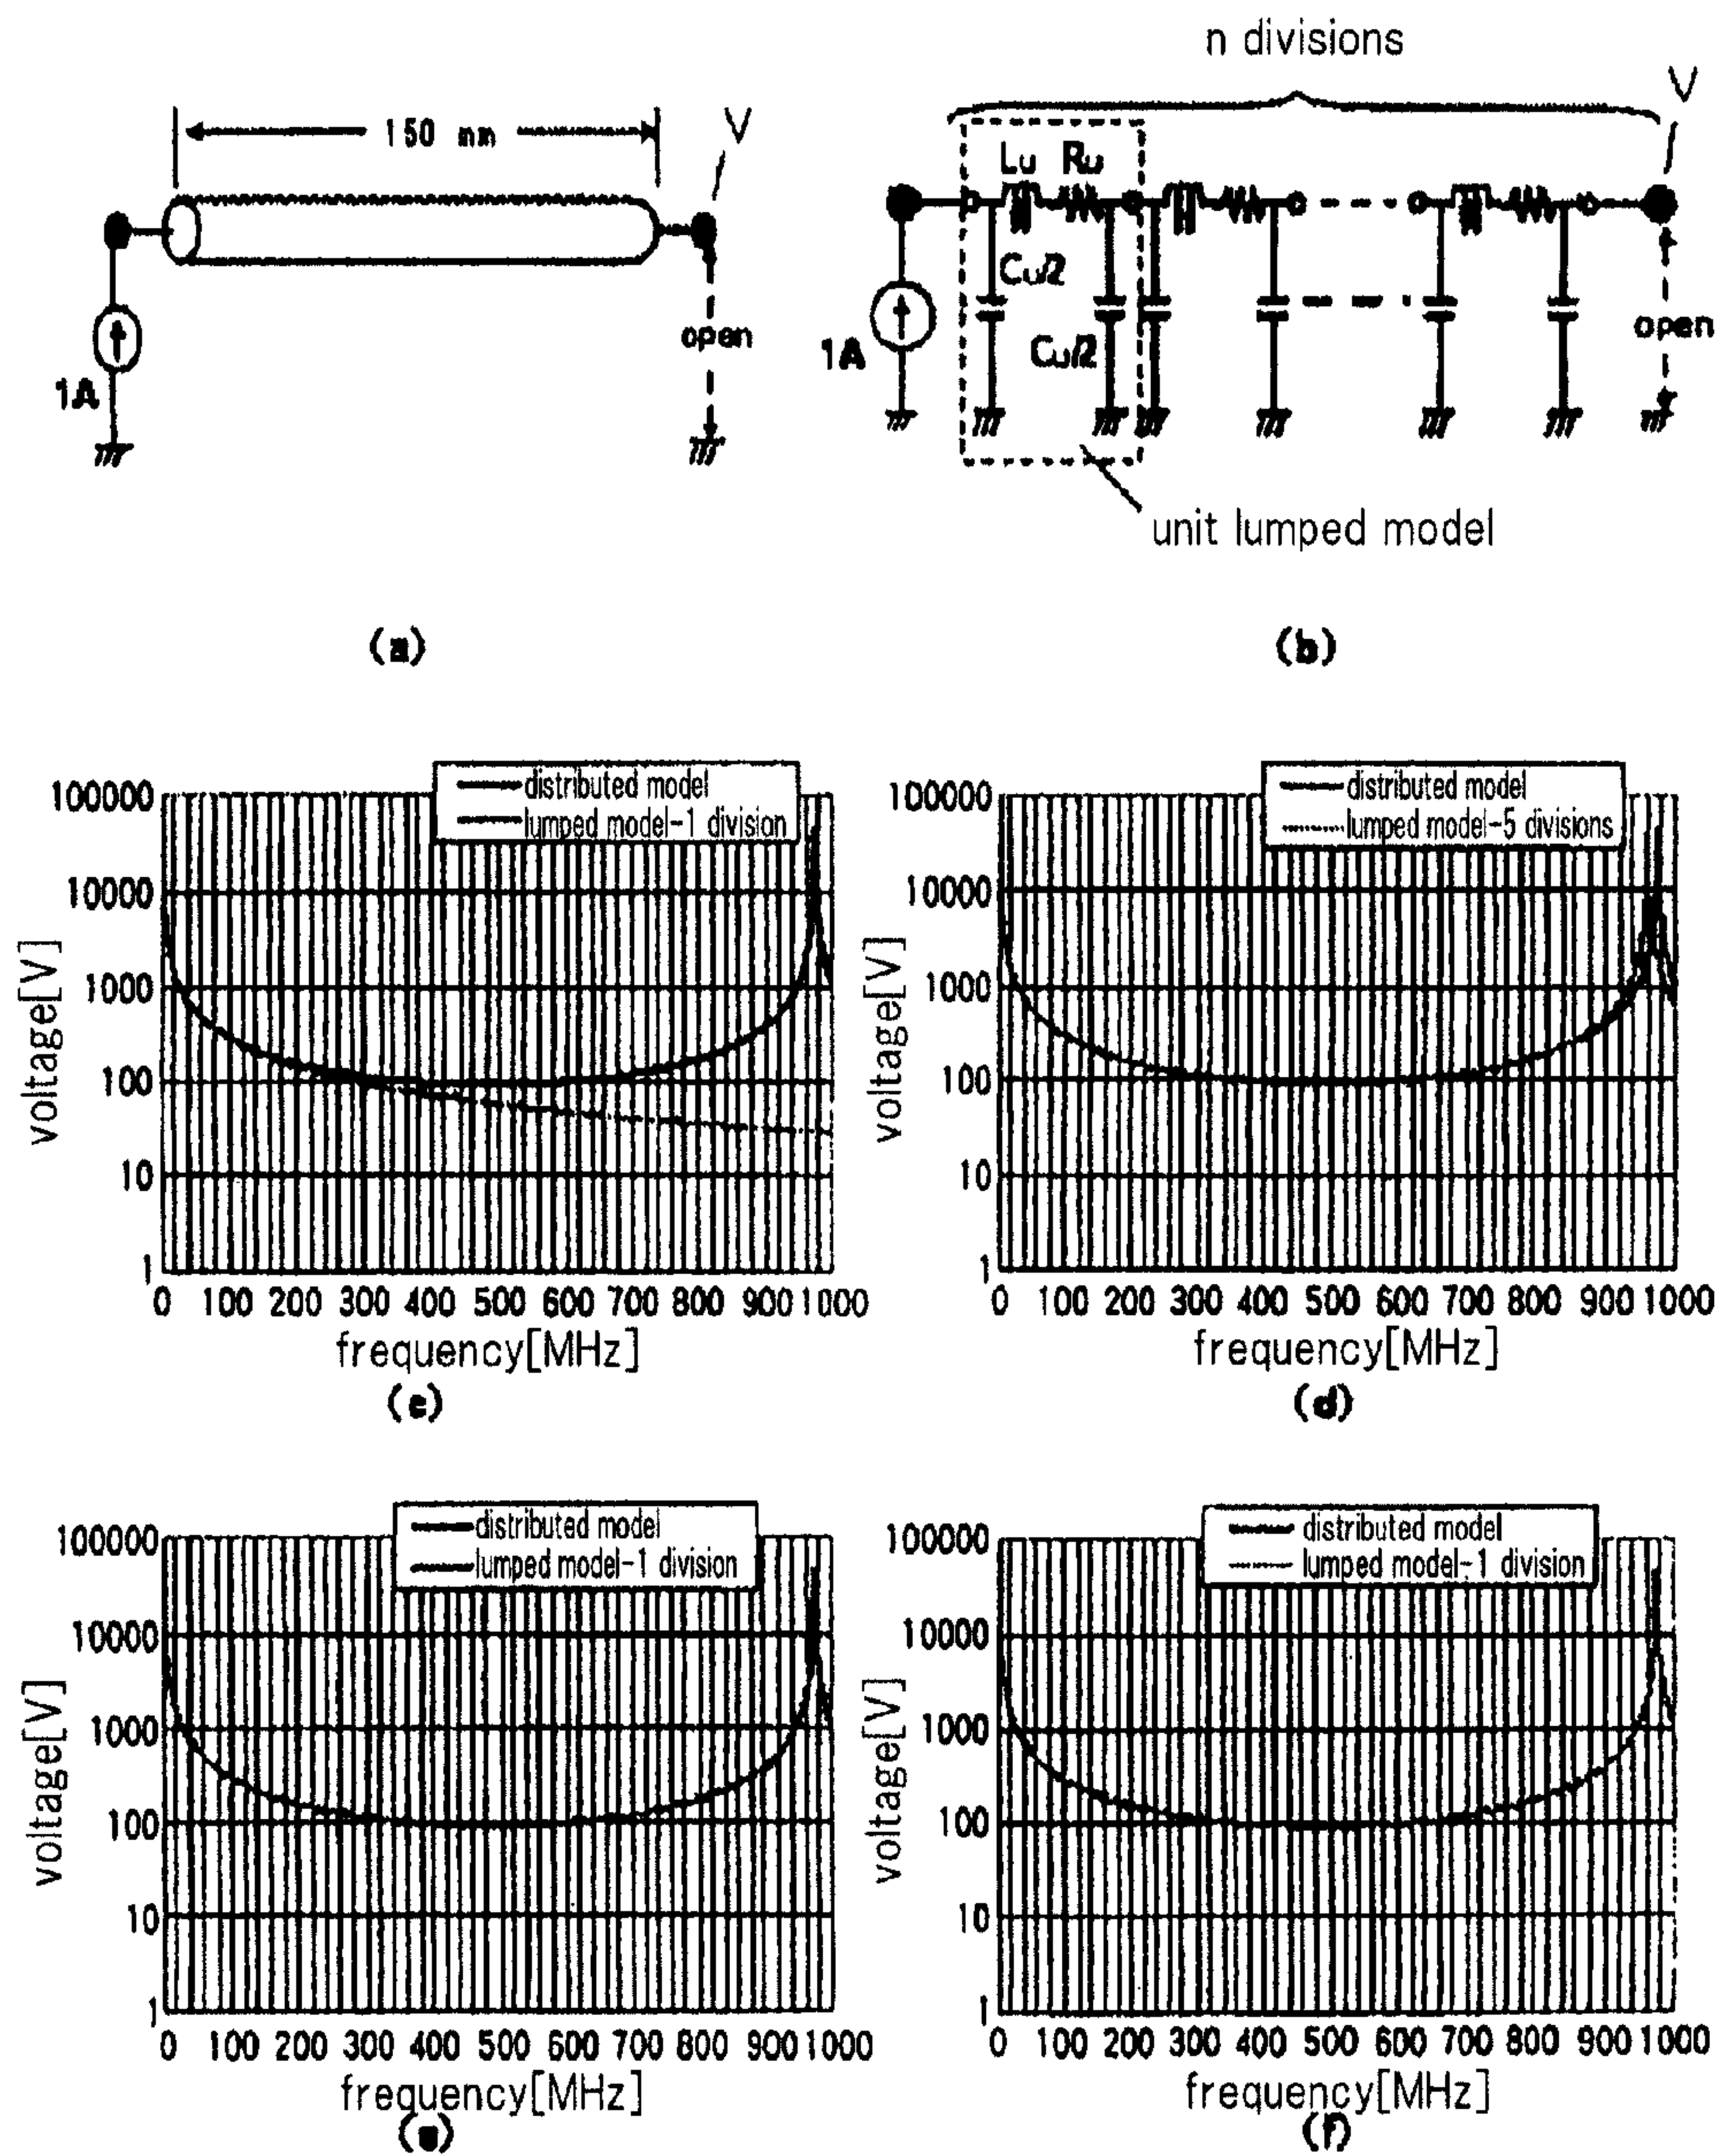 n divisions
V
150 mm
V
open
1A
Lu Ru
Cu/2
Cu/2
1A
open
unit lumped model
(a)
(b)
distributed model
lumped model-1 division
100000
10000
1000
100
10
1
voltage[V]
0 100 200 300 400 500 600 700 800 900 1000
frequency[MHz]
(c)
distributed model
lumped model-5 divisions
100000
10000
1000
100
10
1
voltage[V]
0 100 200 300 400 500 600 700 800 900 1000
frequency[MHz]
(d)
distributed model
lumped model-1 division
100000
10000
1000
100
10
1
voltage[V]
0 100 200 300 400 500 600 700 800 900 1000
frequency[MHz]
(e)
distributed model
lumped model-1 division
100000
10000
1000
100
10
1
voltage[V]
0 100 200 300 400 500 600 700 800 900 1000
frequency[MHz]
(f)